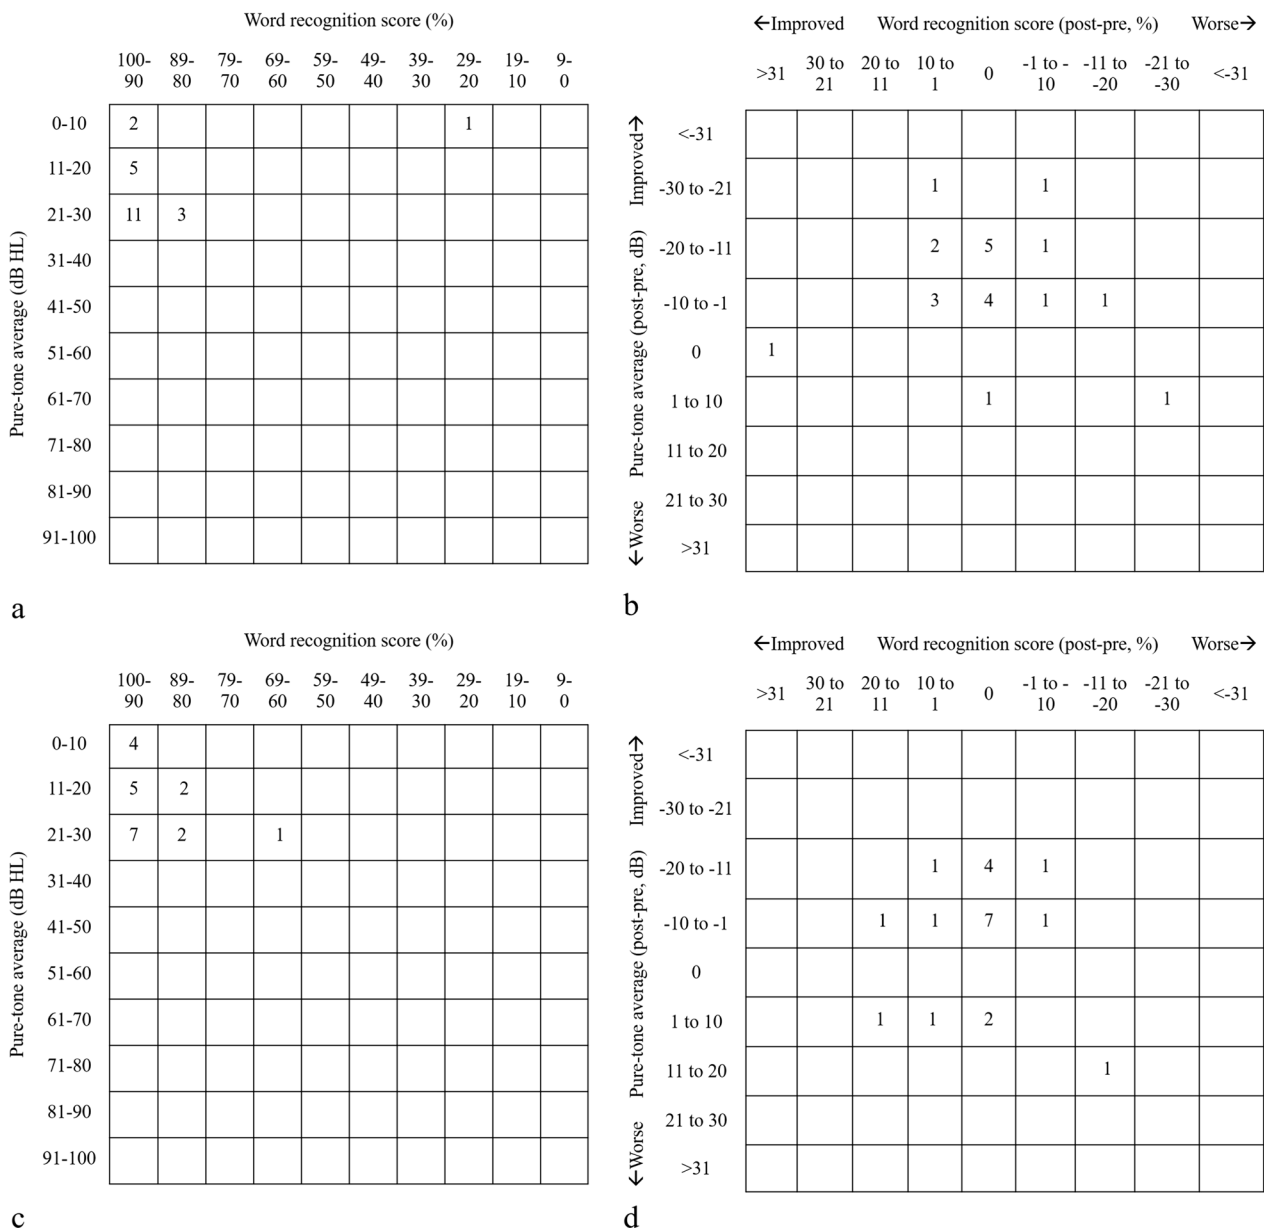 Word recognition score (%)
100-90 89-80 79-70 69-60 59-50 49-40 39-30 29-20 19-10 9-0
Pure-tone average (dB HL)
0-10 2 1
11-20 5
21-30 11 3
31-40
41-50
51-60
61-70
71-80
81-90
91-100
a
←Improved Word recognition score (post-pre, %) Worse→
>31 30 to 21 20 to 11 10 to 1 0 -1 to -10 -11 to -20 -21 to -30 <-31
←Worse Pure-tone average (post-pre, dB) Improved→
<-31
-30 to -21 1 1
-20 to -11 2 5 1
-10 to -1 3 4 1 1
0 1
1 to 10 1 1
11 to 20
21 to 30
>31
b
Word recognition score (%)
100-90 89-80 79-70 69-60 59-50 49-40 39-30 29-20 19-10 9-0
Pure-tone average (dB HL)
0-10 4
11-20 5 2
21-30 7 2 1
31-40
41-50
51-60
61-70
71-80
81-90
91-100
c
←Improved Word recognition score (post-pre, %) Worse→
>31 30 to 21 20 to 11 10 to 1 0 -1 to -10 -11 to -20 -21 to -30 <-31
←Worse Pure-tone average (post-pre, dB) Improved→
<-31
-30 to -21
-20 to -11 1 4 1
-10 to -1 1 1 7 1
0
1 to 10 1 1 2
11 to 20 1
21 to 30
>31
d